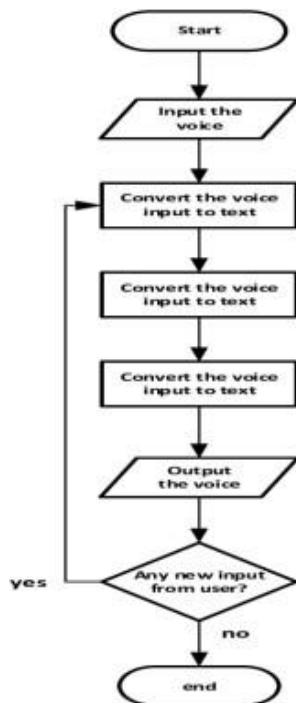 Start
Input the
voice
Convert the voice
input to text
Convert the voice
input to text
Convert the voice
input to text
Output
the voice
Any new input
from user?
yes
no
end